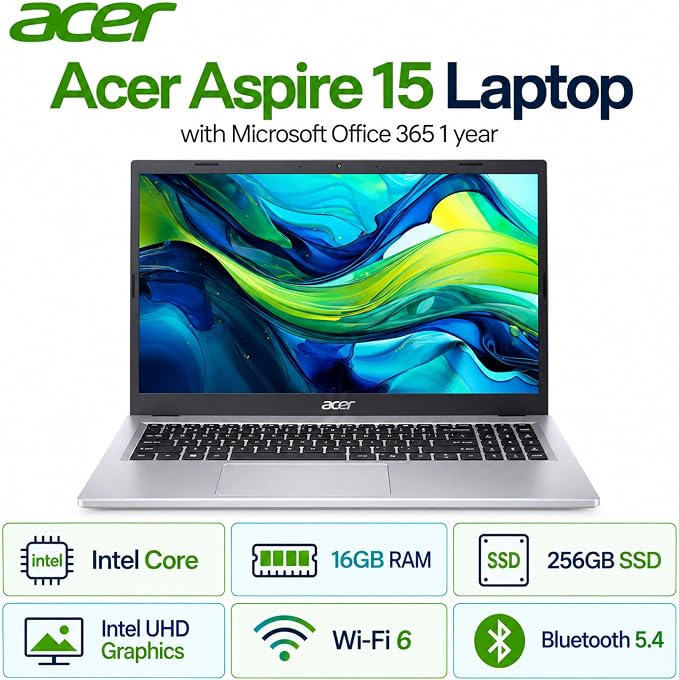 acer
Acer Aspire 15 Laptop
with Microsoft Office 365 1 year
acer
intel
Intel Core
16GB RAM
SSD
256GB SSD
Intel UHD
Graphics
Wi-Fi 6
Bluetooth 5.4